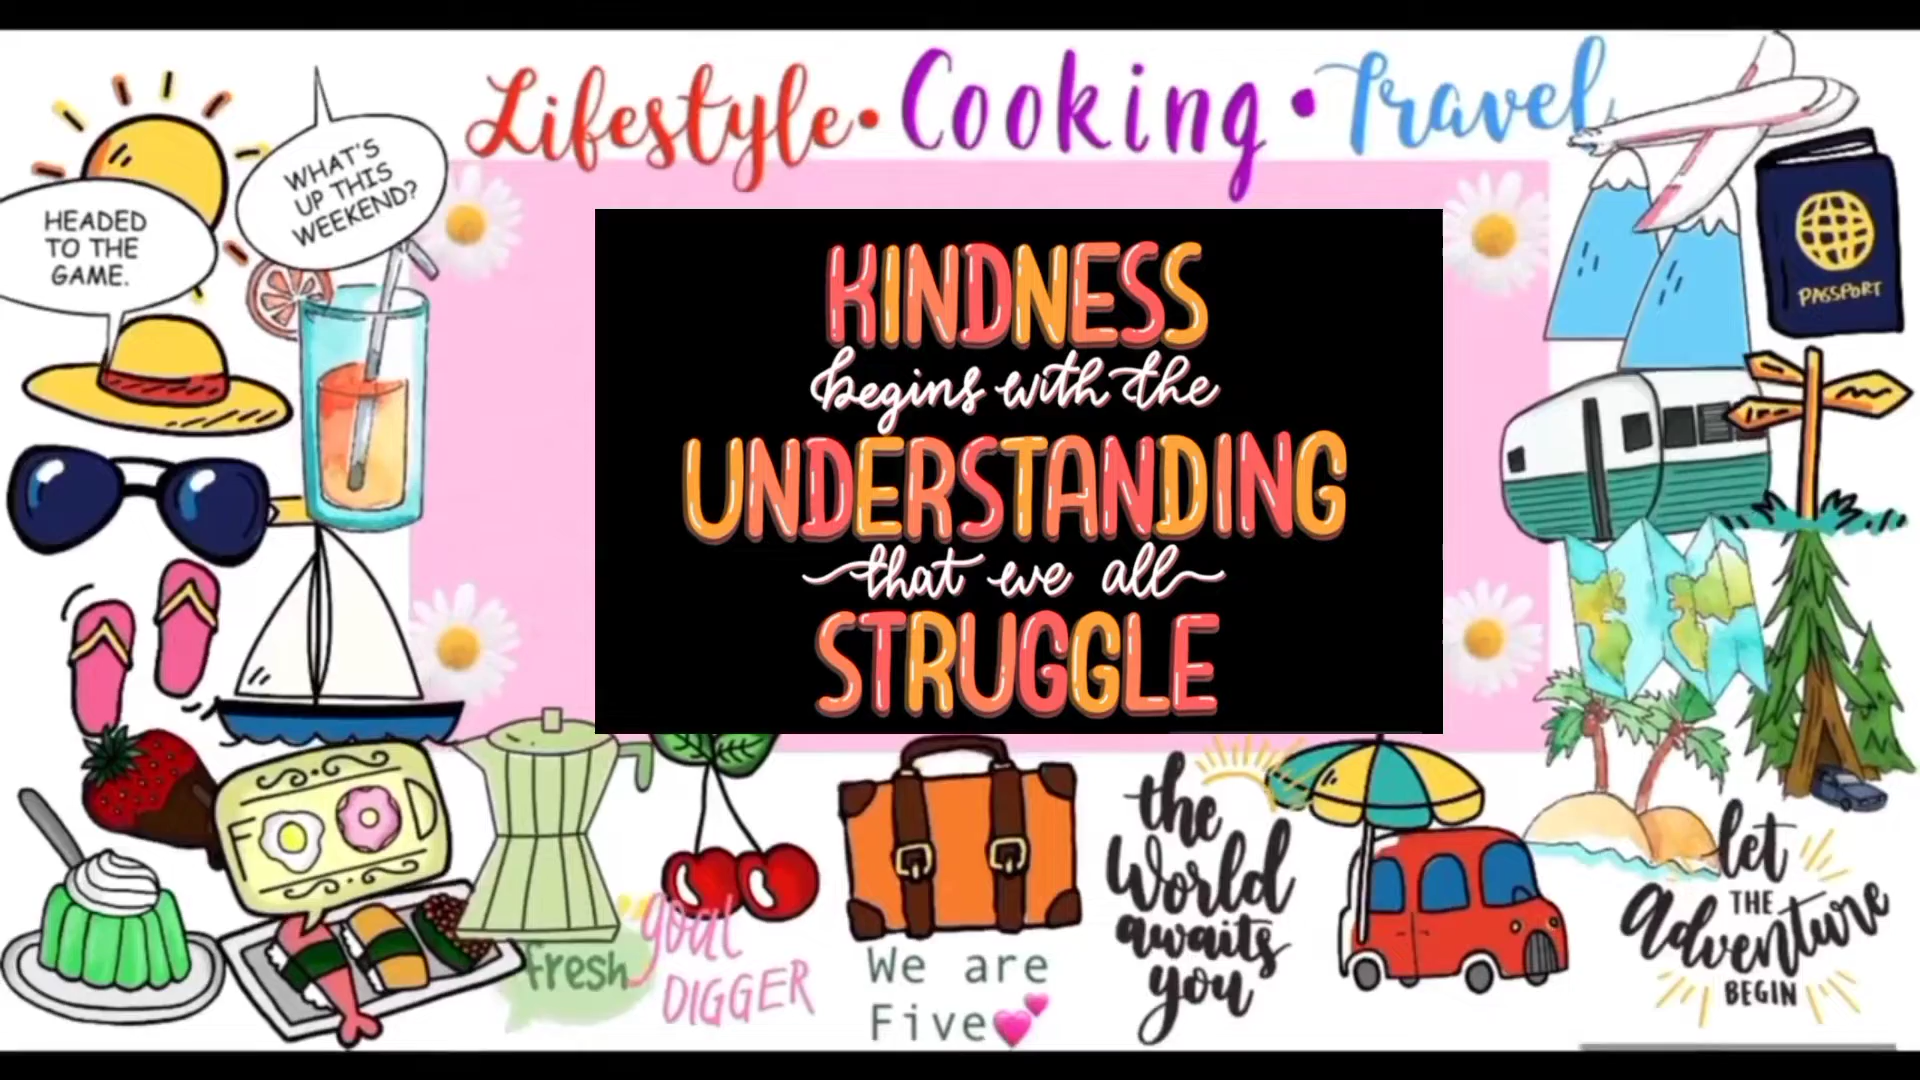 Lifestyle • Cooking • Travel
WHAT'S
UP THIS
WEEKEND?
HEADED
TO THE
GAME.
PASSPORT
KINDNESS
begins with the
UNDERSTANDING
that we all
STRUGGLE
FOOD
fresh
goal
DIGGER
We are
Five💕
the
World
awaits
you
let
THE
Adventure
BEGIN